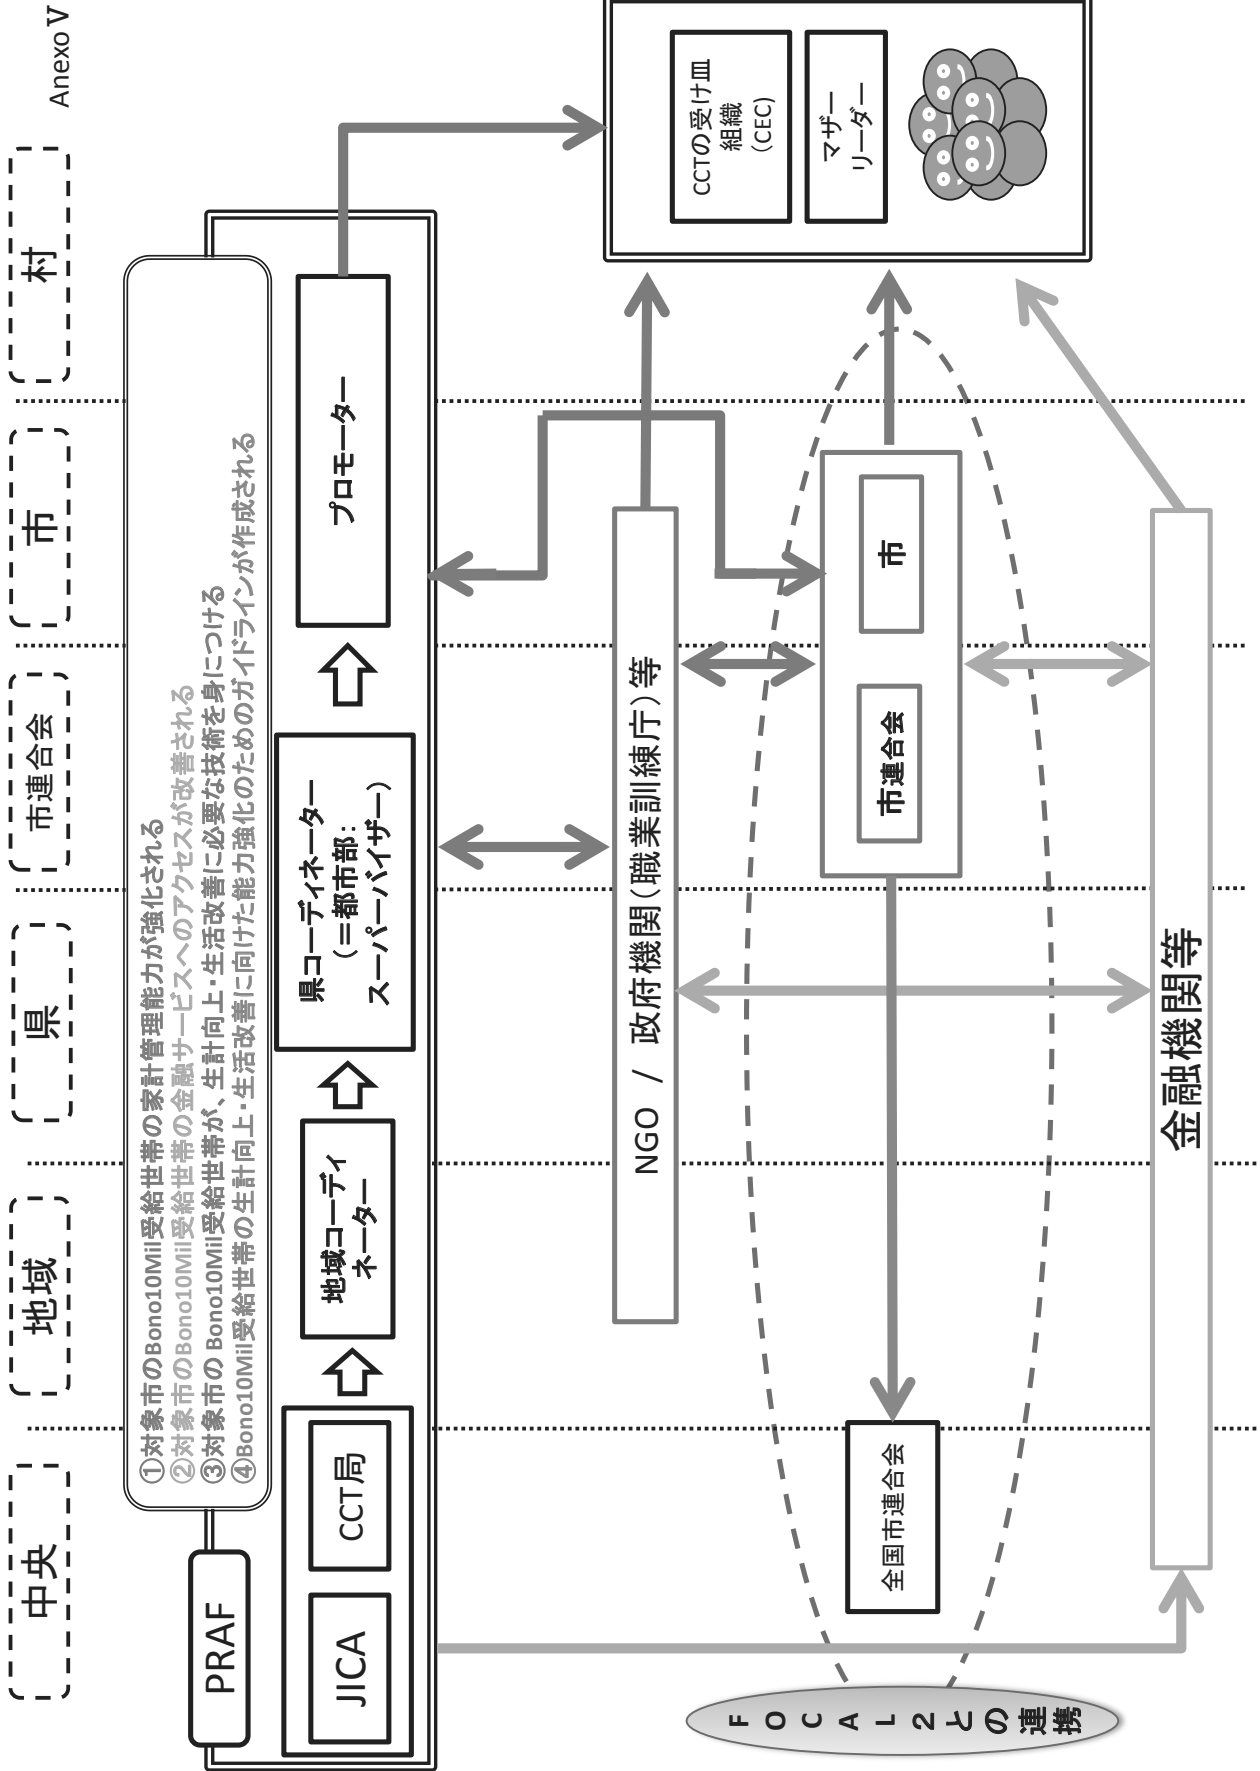 Anexo V
中央
地域
県
市連合会
市
村
PRAF
①対象市のBono10Mil受給世帯の家計管理能力が強化される
②対象市のBono10Mil受給世帯の金融サービスへのアクセスが改善される
③対象市の Bono10Mil受給世帯が、生計向上・生活改善に必要な技術を身につける
④Bono10Mil受給世帯の生計向上・生活改善に向けた能力強化のためのガイドラインが作成される
JICA
CCT局
地域コーディ
ネーター
県コーディネーター
（＝都市部：
スーパーバイザー）
プロモーター
NGO / 政府機関（職業訓練庁）等
CCTの受け皿
組織
（CEC）
マザー
リーダー
全国市連合会
市連合会
市
FOCAL2との連携
金融機関等